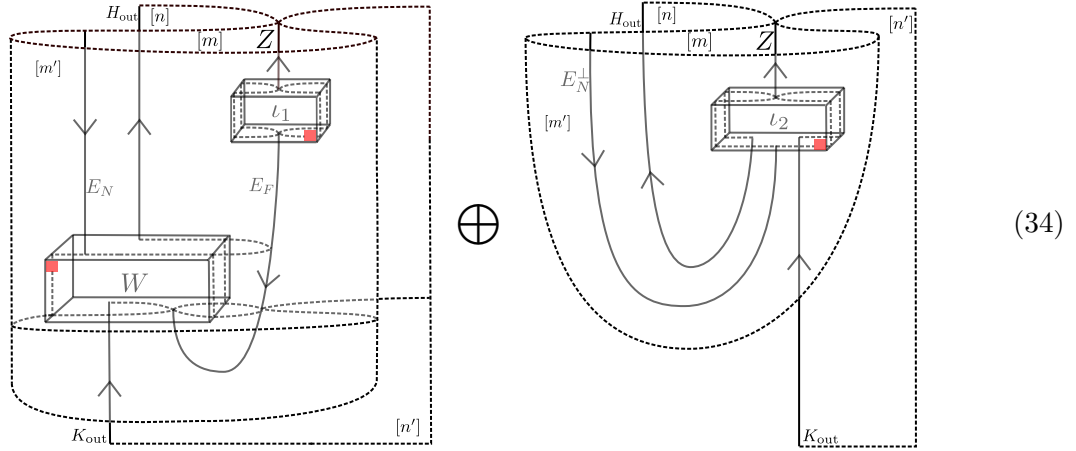 H_out [n] [m] Z [m'] ι_1
E_N E_F
W
K_out [n']
⊕
H_out [n] [m] Z [n']
E_N^⊥ [m'] ι_2
K_out
(34)